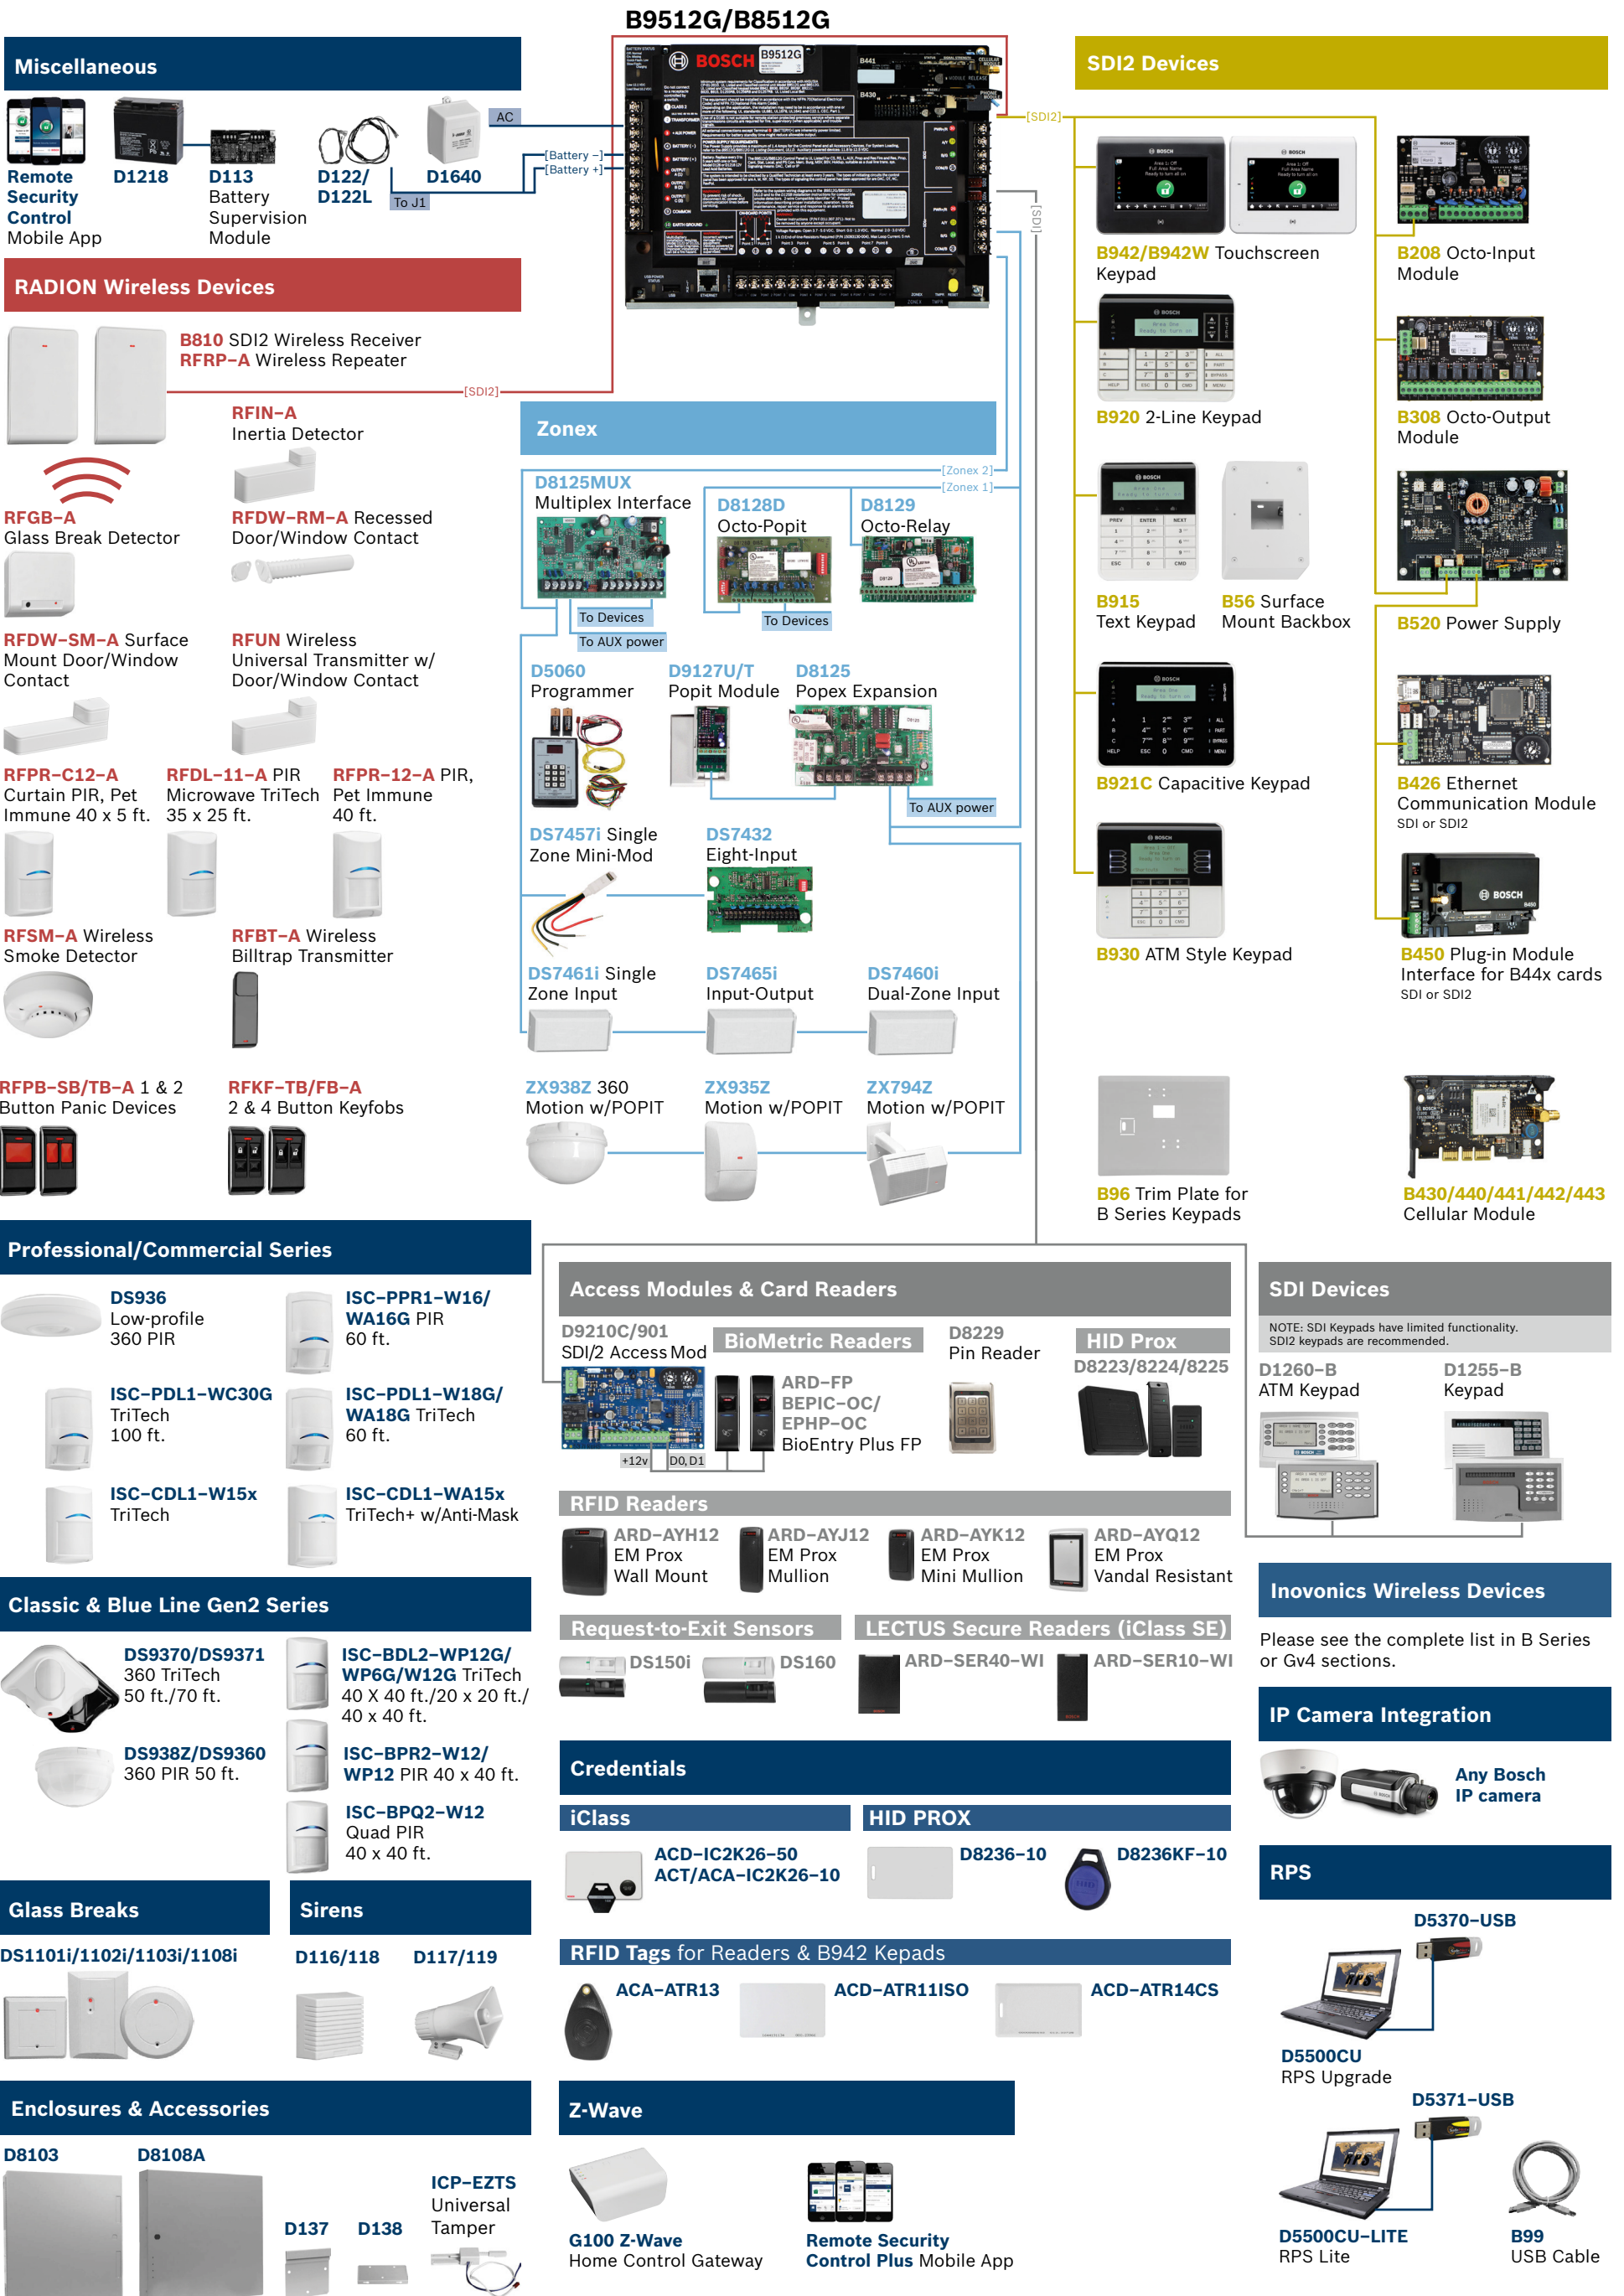 B9512G/B8512G
Miscellaneous
Remote
Security
Control
Mobile App
D1218
D113
Battery
Supervision
Module
D122/
D122L
D1640
AC
[Battery –]
[Battery +]
To J1
BOSCH
B9512G
B441
B430
[SDI2]
[SDI]
RADION Wireless Devices
B810 SDI2 Wireless Receiver
RFRP–A Wireless Repeater
[SDI2]
RFIN–A
Inertia Detector
RFGB–A
Glass Break Detector
RFDW–RM–A Recessed
Door/Window Contact
RFDW–SM–A Surface
Mount Door/Window
Contact
RFUN Wireless
Universal Transmitter w/
Door/Window Contact
RFPR–C12–A
Curtain PIR, Pet
Immune 40 x 5 ft.
RFDL–11–A PIR
Microwave TriTech
35 x 25 ft.
RFPR–12–A PIR,
Pet Immune
40 ft.
RFSM–A Wireless
Smoke Detector
RFBT–A Wireless
Billtrap Transmitter
RFPB–SB/TB–A 1 & 2
Button Panic Devices
RFKF–TB/FB–A
2 & 4 Button Keyfobs
Zonex
[Zonex 2]
[Zonex 1]
D8125MUX
Multiplex Interface
D8128D
Octo-Popit
D8129
Octo-Relay
To Devices
To AUX power
To Devices
D5060
Programmer
D9127U/T
Popit Module
D8125
Popex Expansion
To AUX power
DS7457i Single
Zone Mini-Mod
DS7432
Eight-Input
DS7461i Single
Zone Input
DS7465i
Input-Output
DS7460i
Dual-Zone Input
ZX938Z 360
Motion w/POPIT
ZX935Z
Motion w/POPIT
ZX794Z
Motion w/POPIT
SDI2 Devices
B942/B942W Touchscreen
Keypad
B208 Octo-Input
Module
B920 2-Line Keypad
B308 Octo-Output
Module
B915
Text Keypad
B56 Surface
Mount Backbox
B520 Power Supply
B921C Capacitive Keypad
B426 Ethernet
Communication Module
SDI or SDI2
B930 ATM Style Keypad
BOSCH
B450
B450 Plug-in Module
Interface for B44x cards
SDI or SDI2
B96 Trim Plate for
B Series Keypads
B430/440/441/442/443
Cellular Module
Professional/Commercial Series
DS936
Low-profile
360 PIR
ISC–PPR1–W16/
WA16G PIR
60 ft.
ISC–PDL1–WC30G
TriTech
100 ft.
ISC–PDL1–W18G/
WA18G TriTech
60 ft.
ISC–CDL1–W15x
TriTech
ISC–CDL1–WA15x
TriTech+ w/Anti-Mask
Classic & Blue Line Gen2 Series
DS9370/DS9371
360 TriTech
50 ft./70 ft.
ISC–BDL2–WP12G/
WP6G/W12G TriTech
40 X 40 ft./20 x 20 ft./
40 x 40 ft.
DS938Z/DS9360
360 PIR 50 ft.
ISC–BPR2–W12/
WP12 PIR 40 x 40 ft.
ISC–BPQ2–W12
Quad PIR
40 x 40 ft.
Glass Breaks
DS1101i/1102i/1103i/1108i
Sirens
D116/118
D117/119
Enclosures & Accessories
D8103
D8108A
D137
D138
ICP–EZTS
Universal
Tamper
Access Modules & Card Readers
D9210C/901
SDI/2 Access Mod
+12v
D0, D1
BioMetric Readers
ARD–FP
BEPIC–OC/
EPHP–OC
BioEntry Plus FP
D8229
Pin Reader
HID Prox
D8223/8224/8225
RFID Readers
ARD–AYH12
EM Prox
Wall Mount
ARD–AYJ12
EM Prox
Mullion
ARD–AYK12
EM Prox
Mini Mullion
ARD–AYQ12
EM Prox
Vandal Resistant
Request-to-Exit Sensors
DS150i
DS160
LECTUS Secure Readers (iClass SE)
ARD–SER40–WI
ARD–SER10–WI
Credentials
iClass
ACD–IC2K26–50
ACT/ACA–IC2K26–10
HID PROX
D8236–10
D8236KF–10
RFID Tags for Readers & B942 Kepads
ACA–ATR13
ACD–ATR11ISO
ACD–ATR14CS
Z-Wave
G100 Z-Wave
Home Control Gateway
Remote Security
Control Plus Mobile App
SDI Devices
NOTE: SDI Keypads have limited functionality.
SDI2 keypads are recommended.
D1260–B
ATM Keypad
D1255–B
Keypad
Inovonics Wireless Devices
Please see the complete list in B Series
or Gv4 sections.
IP Camera Integration
Any Bosch
IP camera
RPS
D5370–USB
RPS
D5500CU
RPS Upgrade
D5371–USB
RPS
D5500CU–LITE
RPS Lite
B99
USB Cable